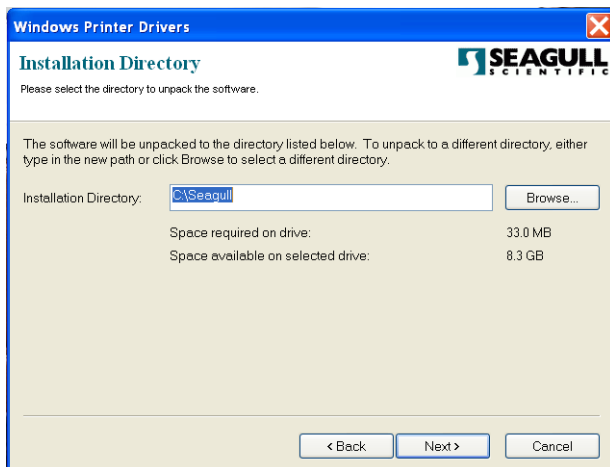 Windows Printer Drivers
Installation Directory
SEAGULL
SCIENTIFIC
Please select the directory to unpack the software.
The software will be unpacked to the directory listed below. To unpack to a different directory, either
type in the new path or click Browse to select a different directory.
Installation Directory: C:\Seagull Browse...
Space required on drive: 33.0 MB
Space available on selected drive: 8.3 GB
< Back Next > Cancel